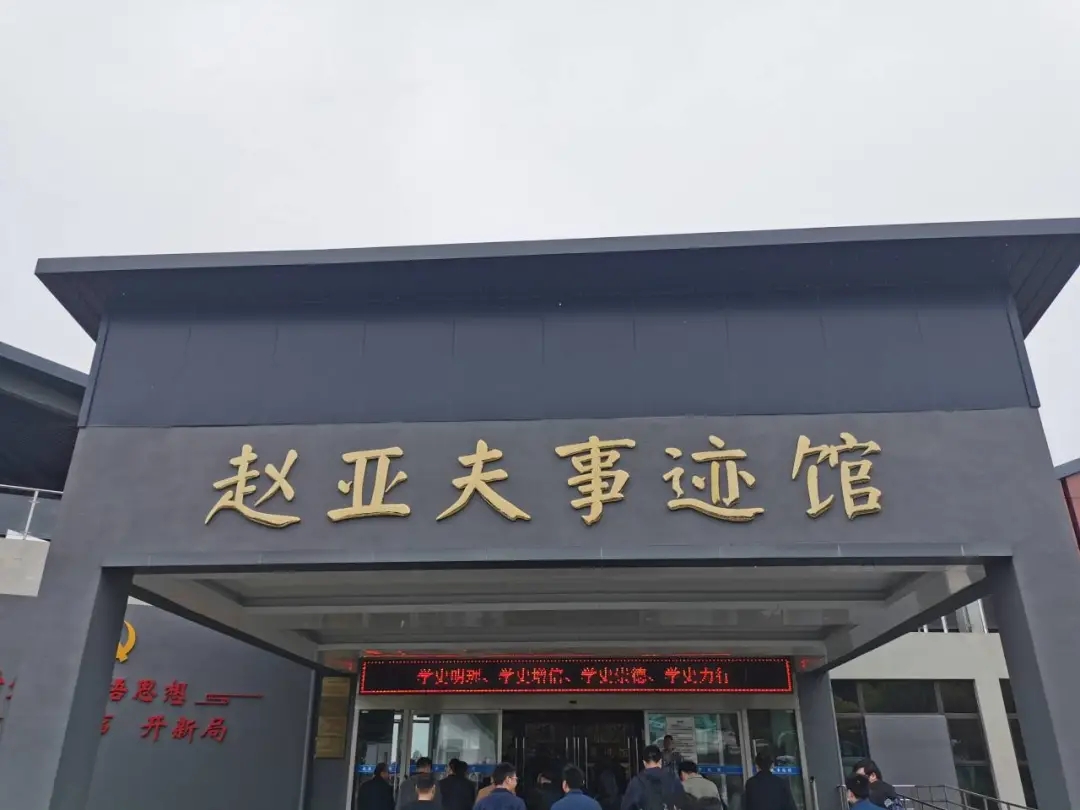 赵亚夫事迹馆
学史明理、学史增信、学史崇德、学史力行
悟思想
开新局